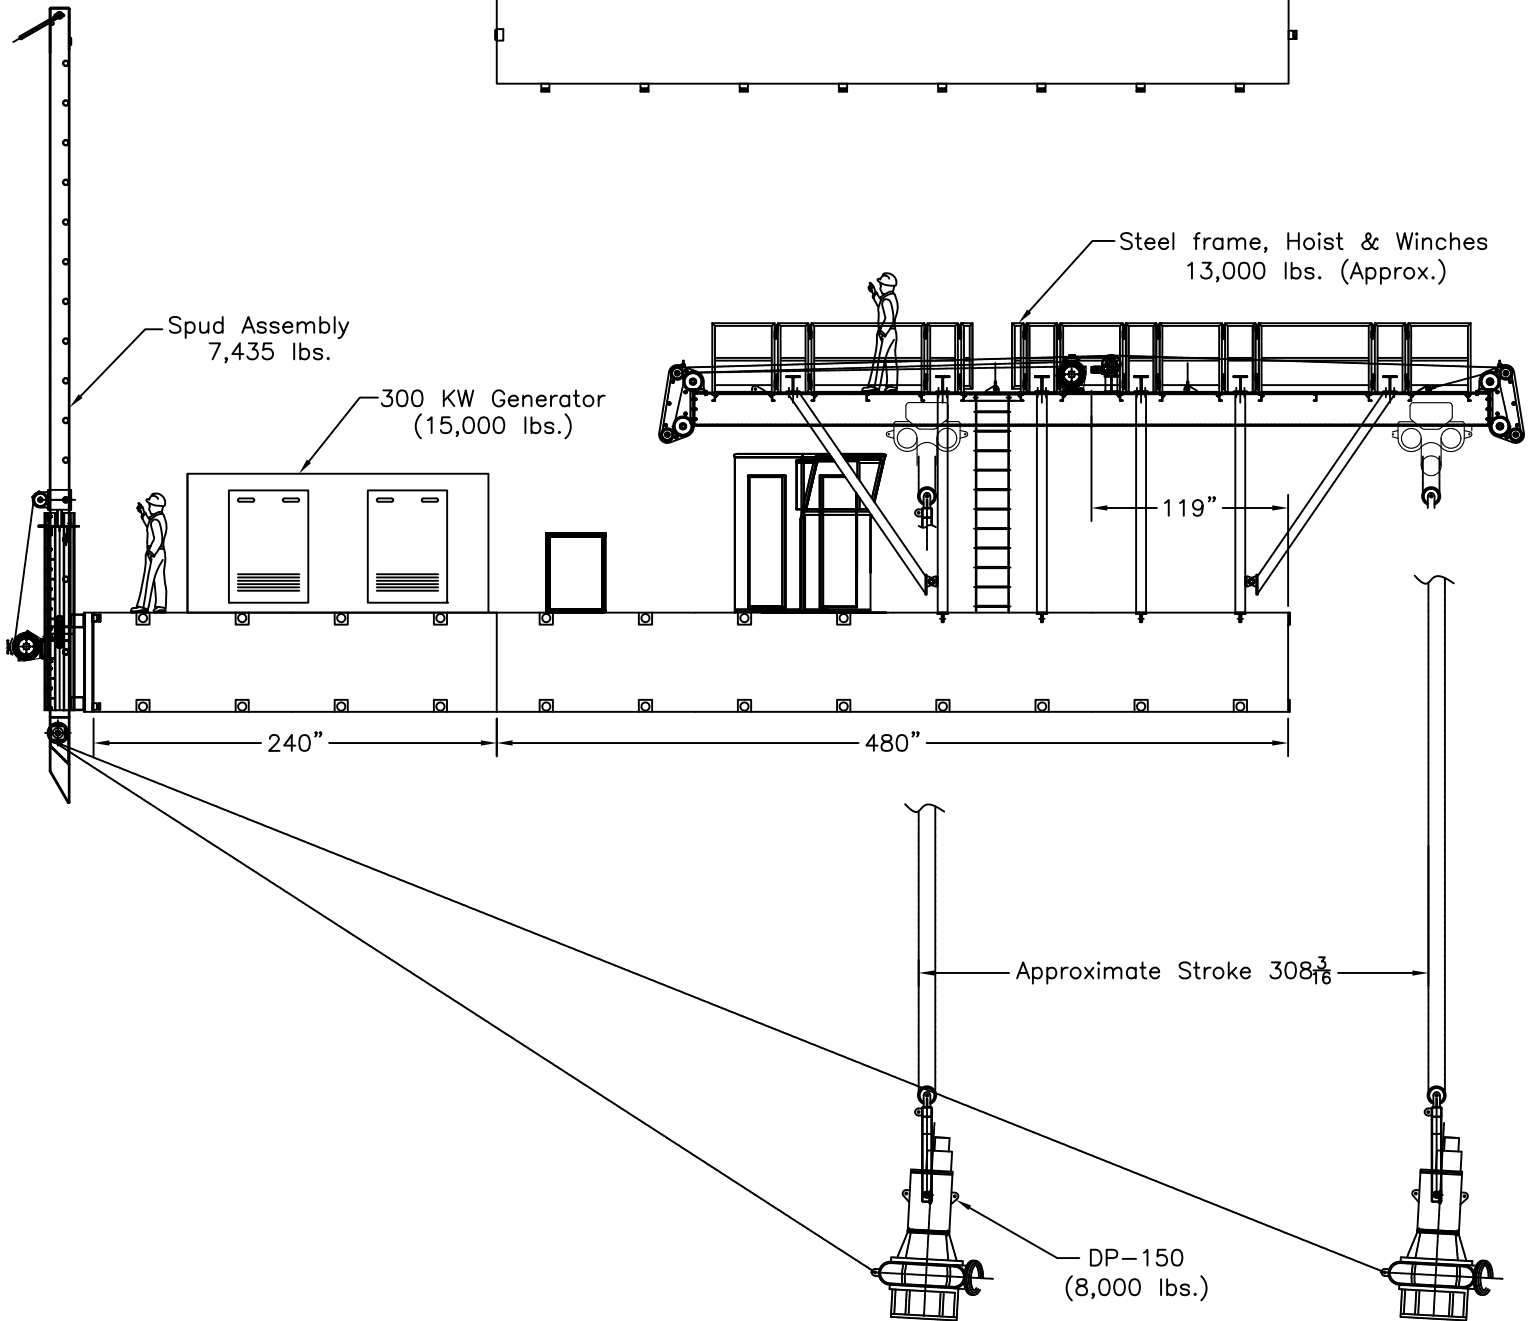 Steel frame, Hoist & Winches
13,000 lbs. (Approx.)
Spud Assembly
7,435 lbs.
300 KW Generator
(15,000 lbs.)
119”
240”
480”
Approximate Stroke 308 3/16
DP-150
(8,000 lbs.)